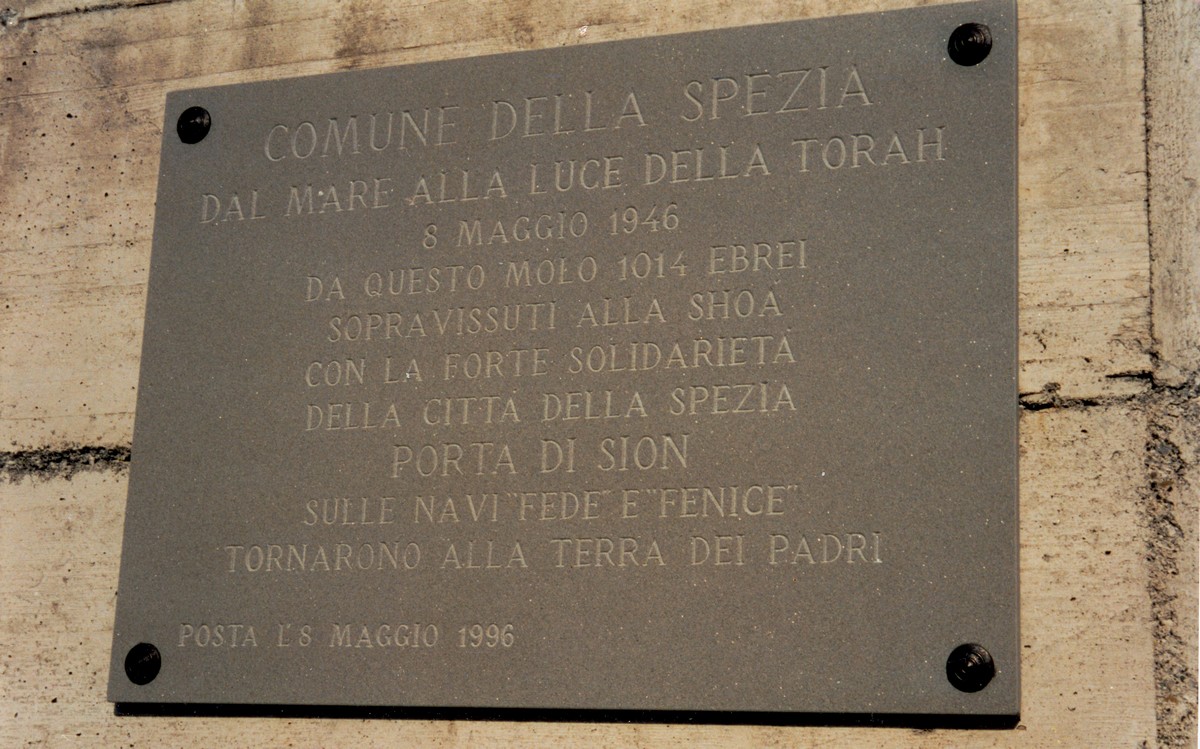 COMUNE DELLA SPEZIA
DAL MARE ALLA LUCE DELLA TORAH
8 MAGGIO 1946
DA QUESTO MOLO 1014 EBREI
SOPRAVISSUTI ALLA SHOÀ
CON LA FORTE SOLIDARIETÀ
DELLA CITTÀ DELLA SPEZIA
PORTA DI SION
SULLE NAVI "FEDE" E "FENICE"
TORNARONO ALLA TERRA DEI PADRI
POSTA L'8 MAGGIO 1996